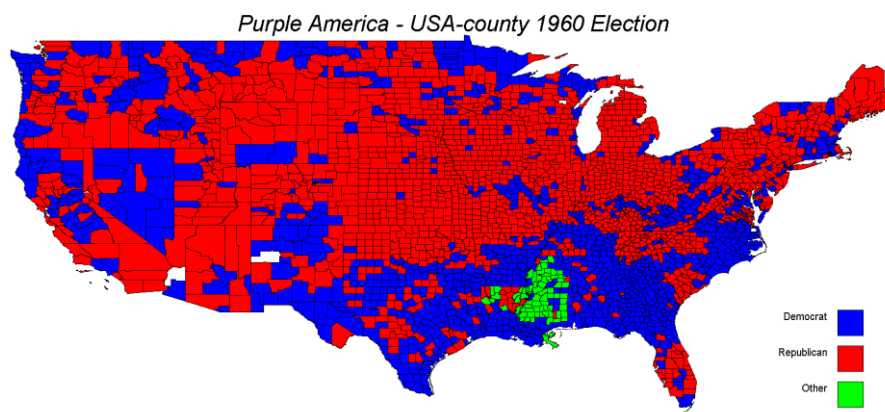 Purple America - USA-county 1960 Election
Democrat
Republican
Other